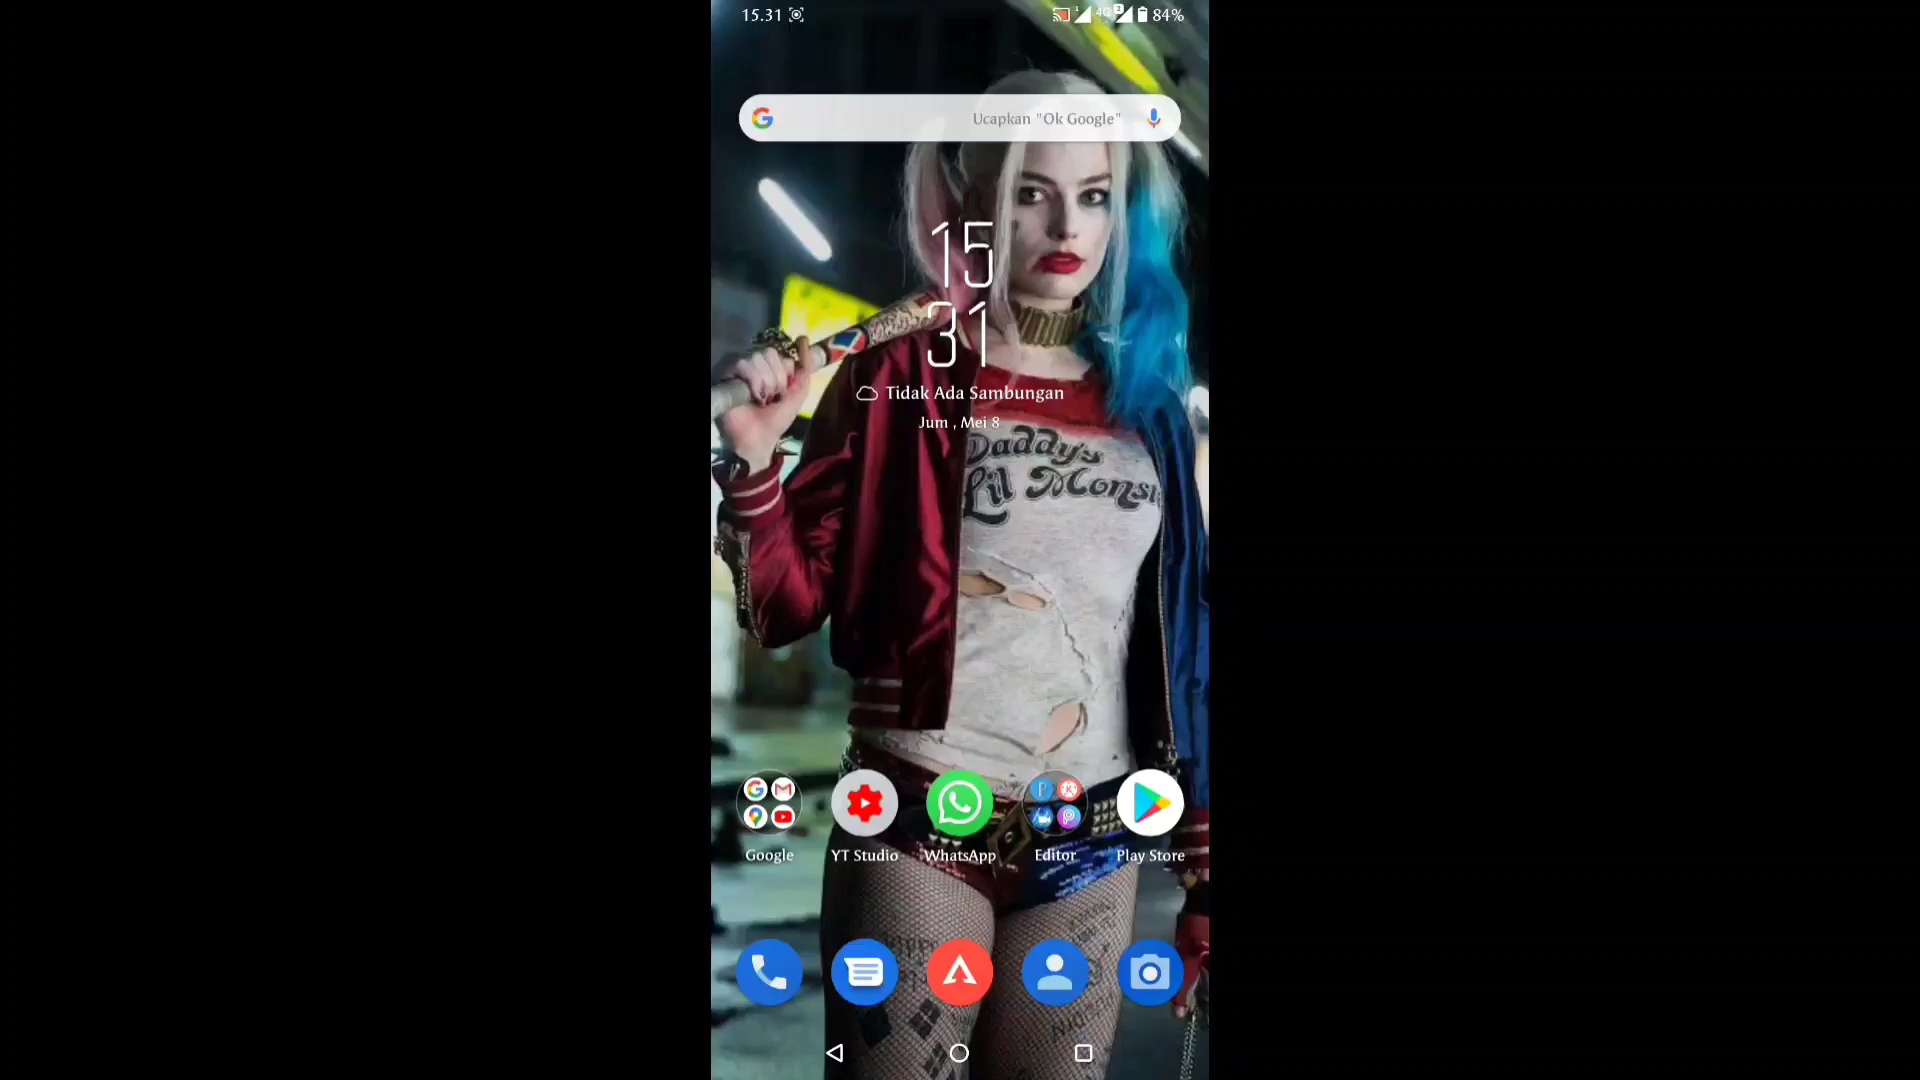 15.31
4G
84%
Ucapkan "Ok Google"
15
31
Tidak Ada Sambungan
Jum , Mei 8
Daddy's
Lil Monst
Google
YT Studio
WhatsApp
Editor
Play Store